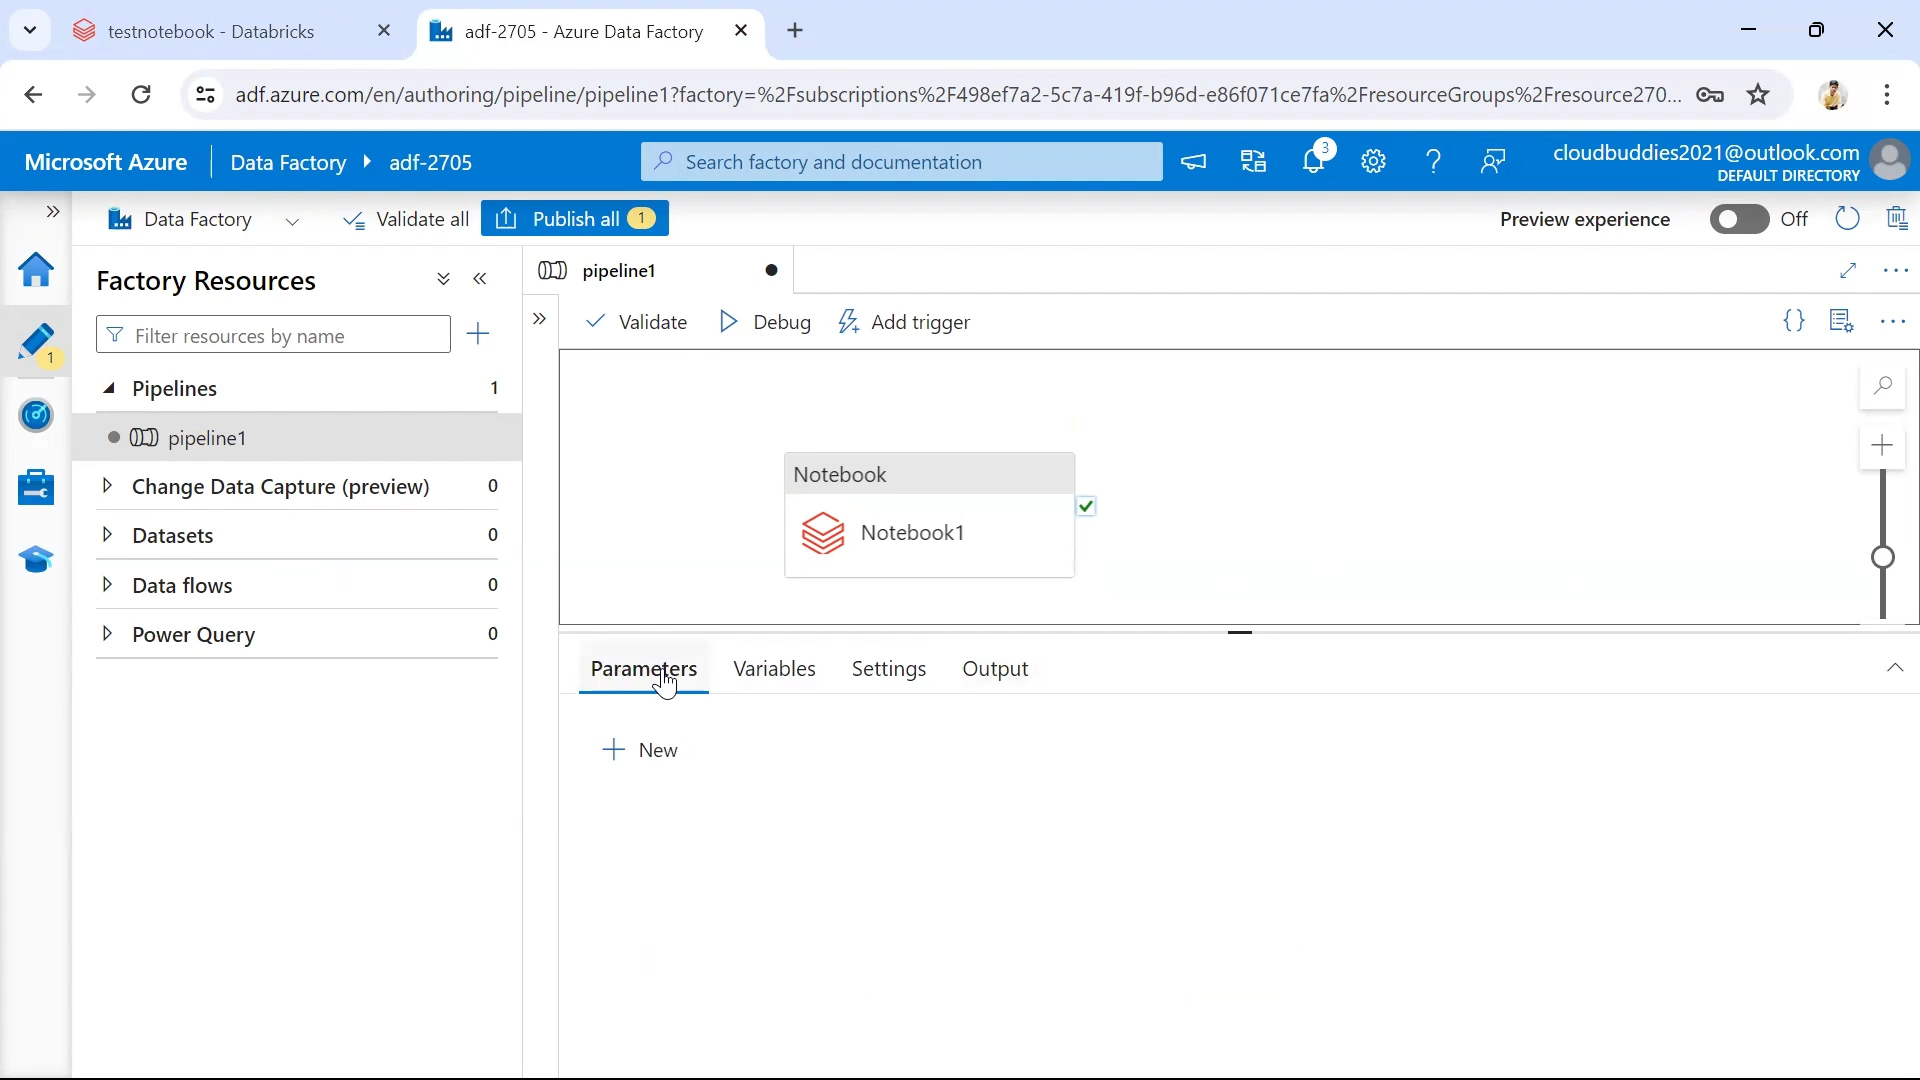 testnotebook - Databricks
adf-2705 - Azure Data Factory
adf.azure.com/en/authoring/pipeline/pipeline1?factory=%2Fsubscriptions%2F498ef7a2-5c7a-419f-b96d-e86f071ce7fa%2FresourceGroups%2Fresource270...
Microsoft Azure
Data Factory
adf-2705
Search factory and documentation
3
cloudbuddies2021@outlook.com
DEFAULT DIRECTORY
Data Factory
Validate all
Publish all 1
Preview experience
Off
Factory Resources
Filter resources by name
1
Pipelines 1
pipeline1
Change Data Capture (preview) 0
Datasets 0
Data flows 0
Power Query 0
pipeline1
Validate
Debug
Add trigger
Notebook
Notebook1
Parameters
Variables
Settings
Output
New